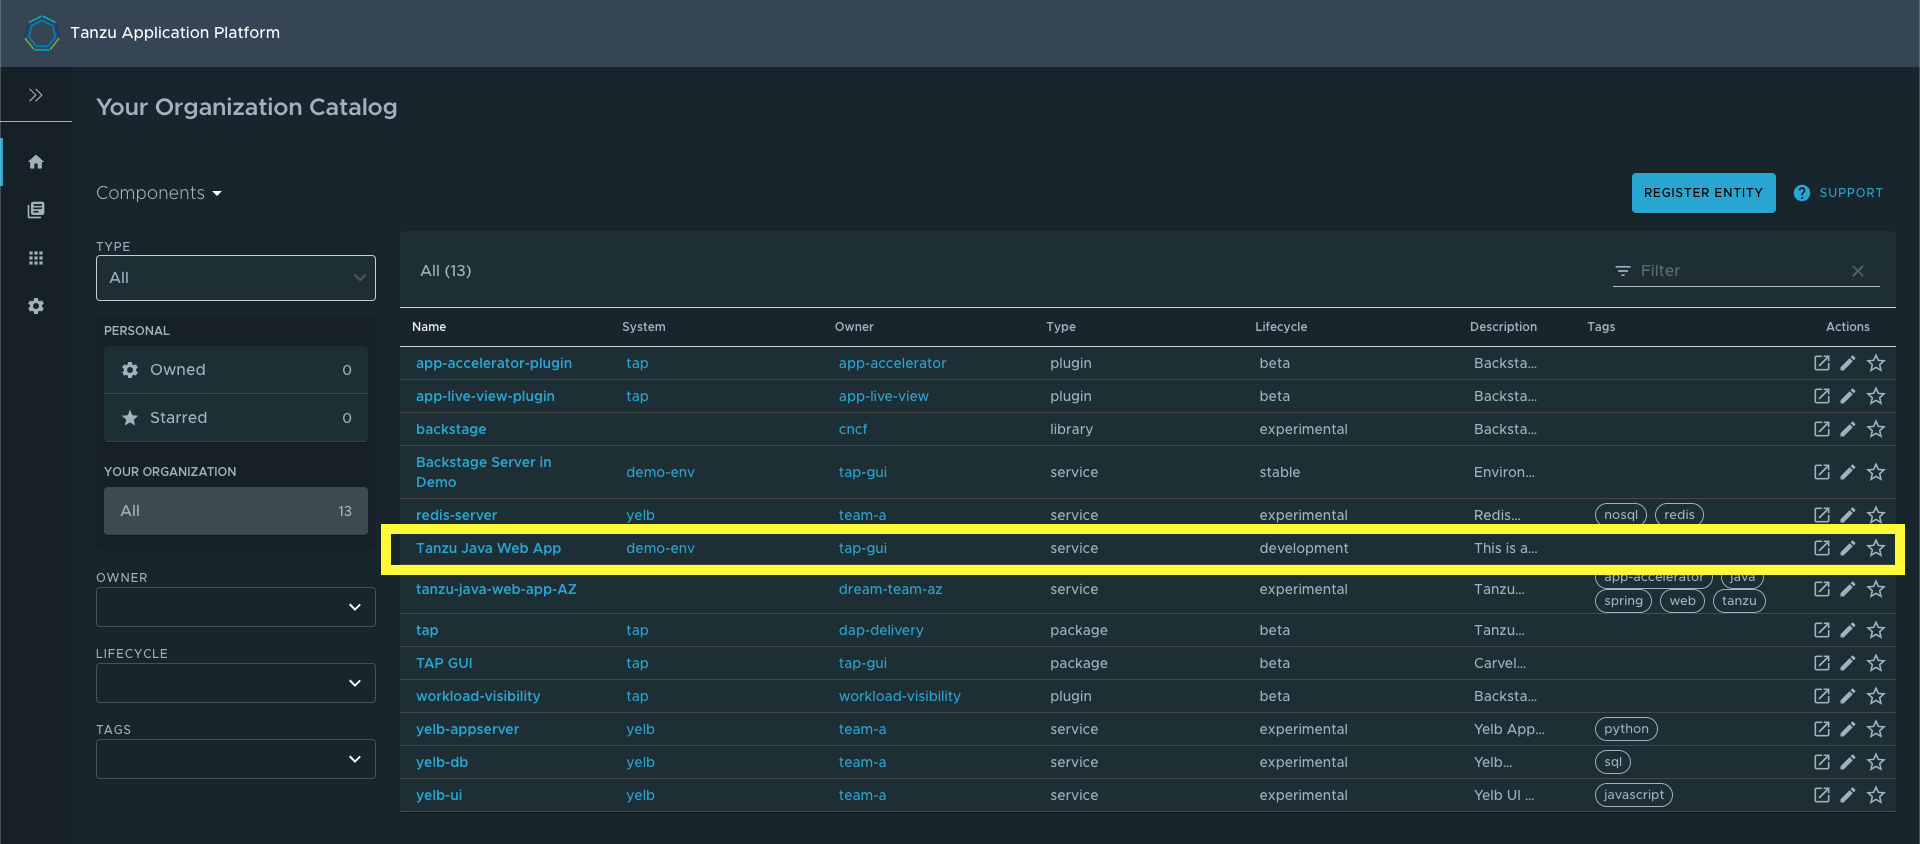 Tanzu Application Platform
Your Organization Catalog
Components
REGISTER ENTITY
SUPPORT
TYPE
All
PERSONAL
Owned 0
Starred 0
YOUR ORGANIZATION
All 13
OWNER
LIFECYCLE
TAGS
All (13)
Filter
Name System Owner Type Lifecycle Description Tags Actions
app-accelerator-plugin tap app-accelerator plugin beta Backsta...
app-live-view-plugin tap app-live-view plugin beta Backsta...
backstage cncf library experimental Backsta...
Backstage Server in
Demo demo-env tap-gui service stable Environ...
redis-server yelb team-a service experimental Redis... nosql redis
Tanzu Java Web App demo-env tap-gui service development This is a...
tanzu-java-web-app-AZ dream-team-az service experimental Tanzu... app-accelerator java
spring web tanzu
tap tap dap-delivery package beta Tanzu...
TAP GUI tap tap-gui package beta Carvel...
workload-visibility tap workload-visibility plugin beta Backsta...
yelb-appserver yelb team-a service experimental Yelb App... python
yelb-db yelb team-a service experimental Yelb... sql
yelb-ui yelb team-a service experimental Yelb UI ... javascript